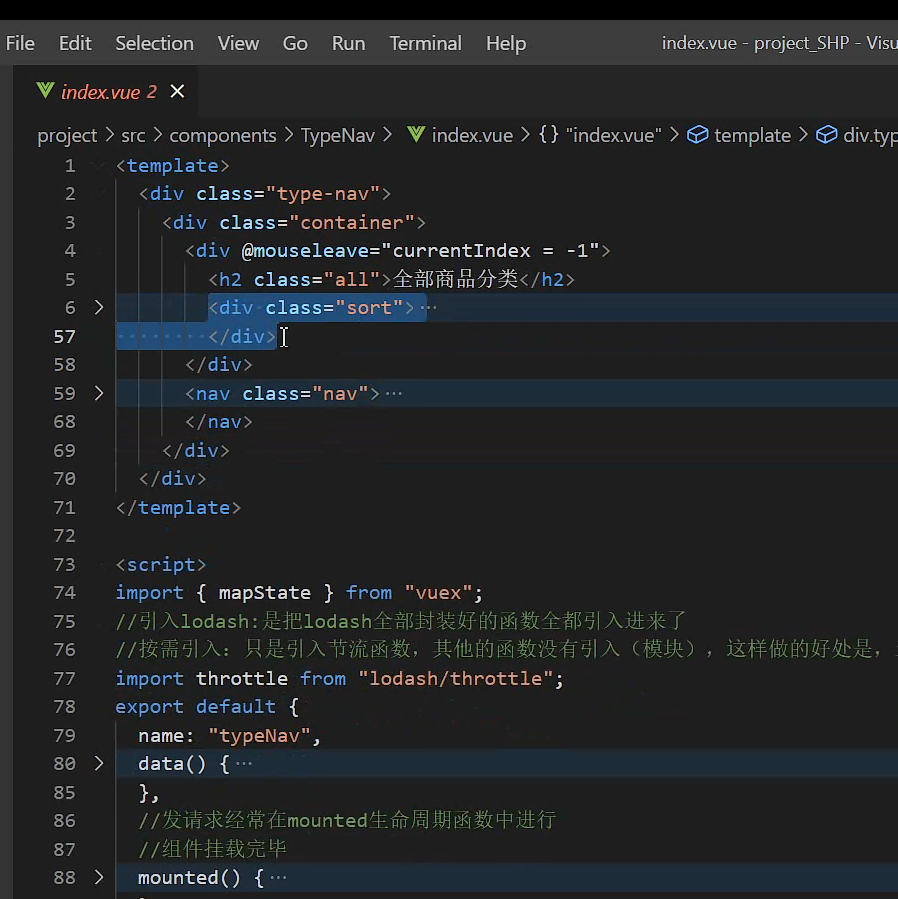 File Edit Selection View Go Run Terminal Help index.vue - project_SHP - Visu
index.vue 2
project > src > components > TypeNav > index.vue > {} "index.vue" > template > div.typ
1 <template>
2 <div class="type-nav">
3 <div class="container">
4 <div @mouseleave="currentIndex = -1">
5 <h2 class="all">全部商品分类</h2>
6 <div class="sort">···
57 </div>
58 </div>
59 <nav class="nav">···
68 </nav>
69 </div>
70 </div>
71 </template>
72
73 <script>
74 import { mapState } from "vuex";
75 //引入lodash:是把lodash全部封装好的函数全都引入进来了
76 //按需引入：只是引入节流函数，其他的函数没有引入（模块），这样做的好处是，
77 import throttle from "lodash/throttle";
78 export default {
79 name: "typeNav",
80 data() {···
85 },
86 //发请求经常在mounted生命周期函数中进行
87 //组件挂载完毕
88 mounted() {···